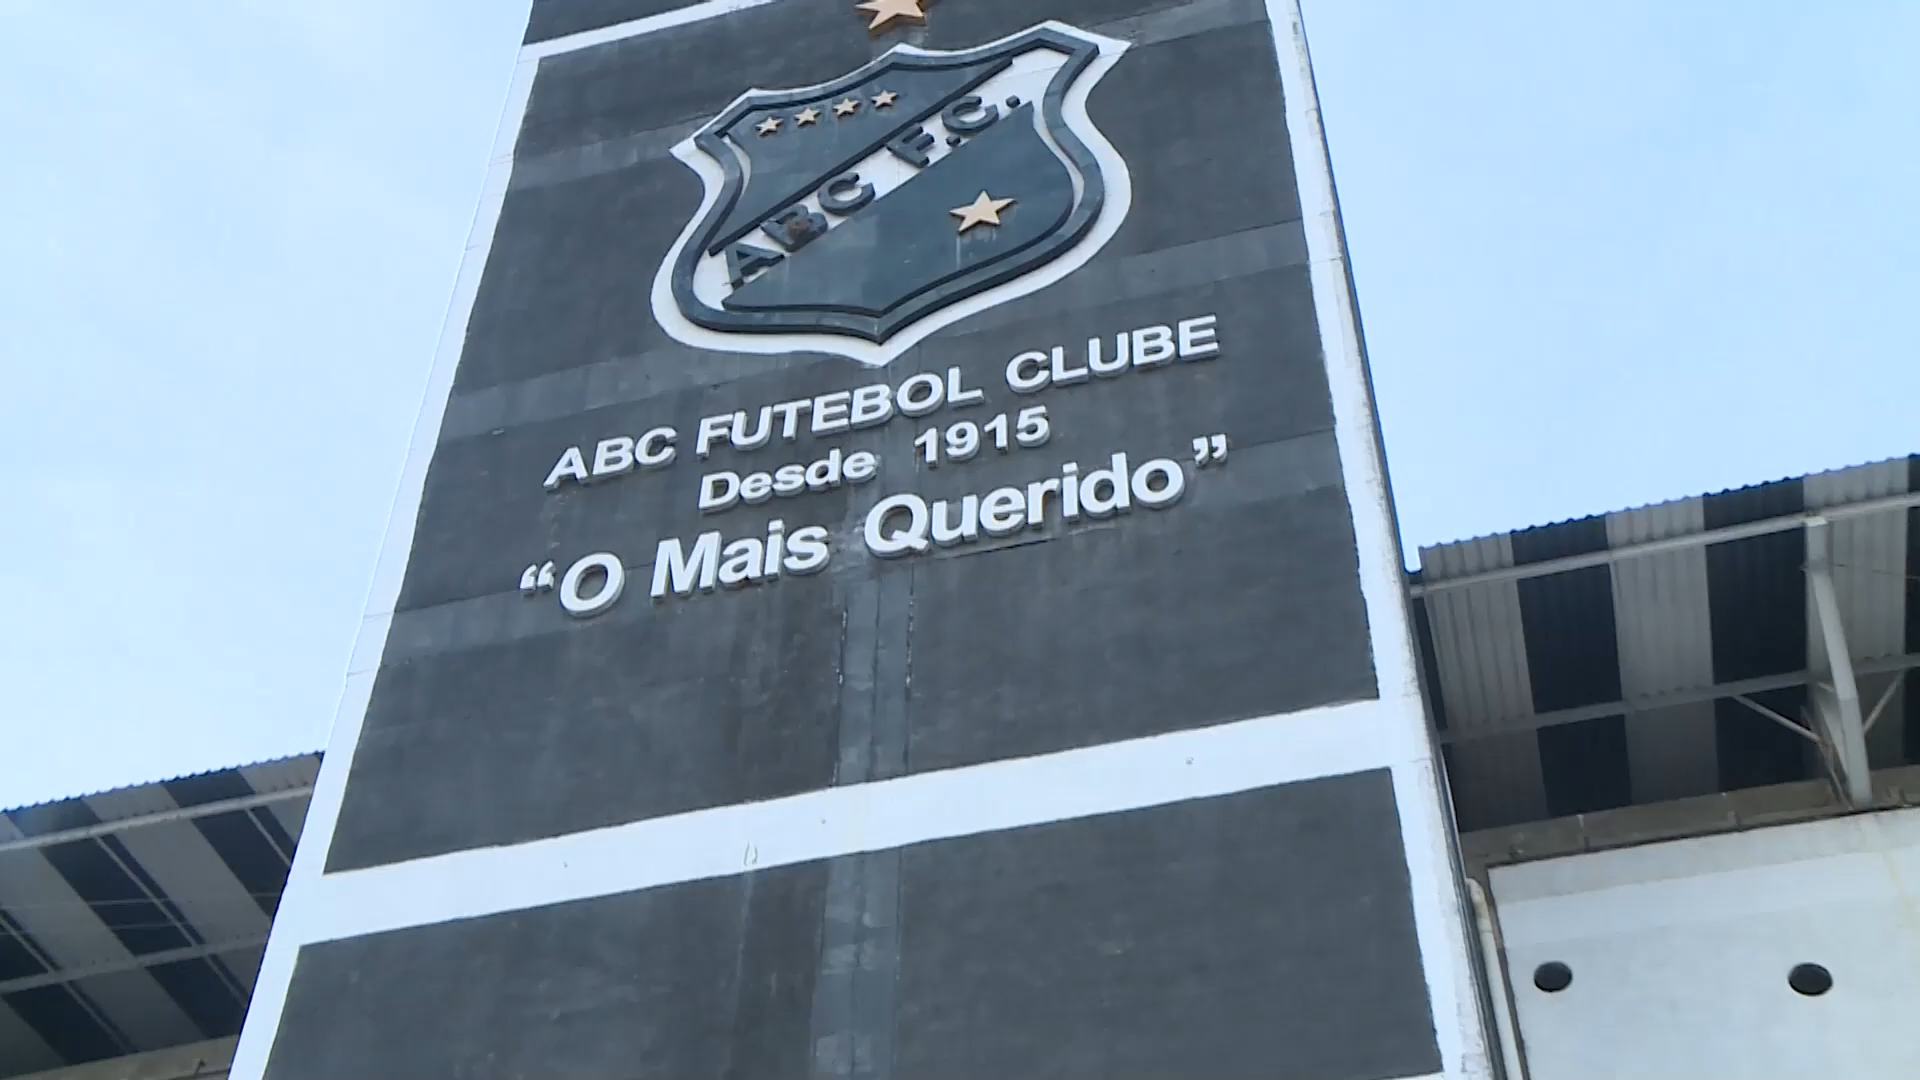 ABC F.C.
ABC FUTEBOL CLUBE
Desde 1915
“O Mais Querido”